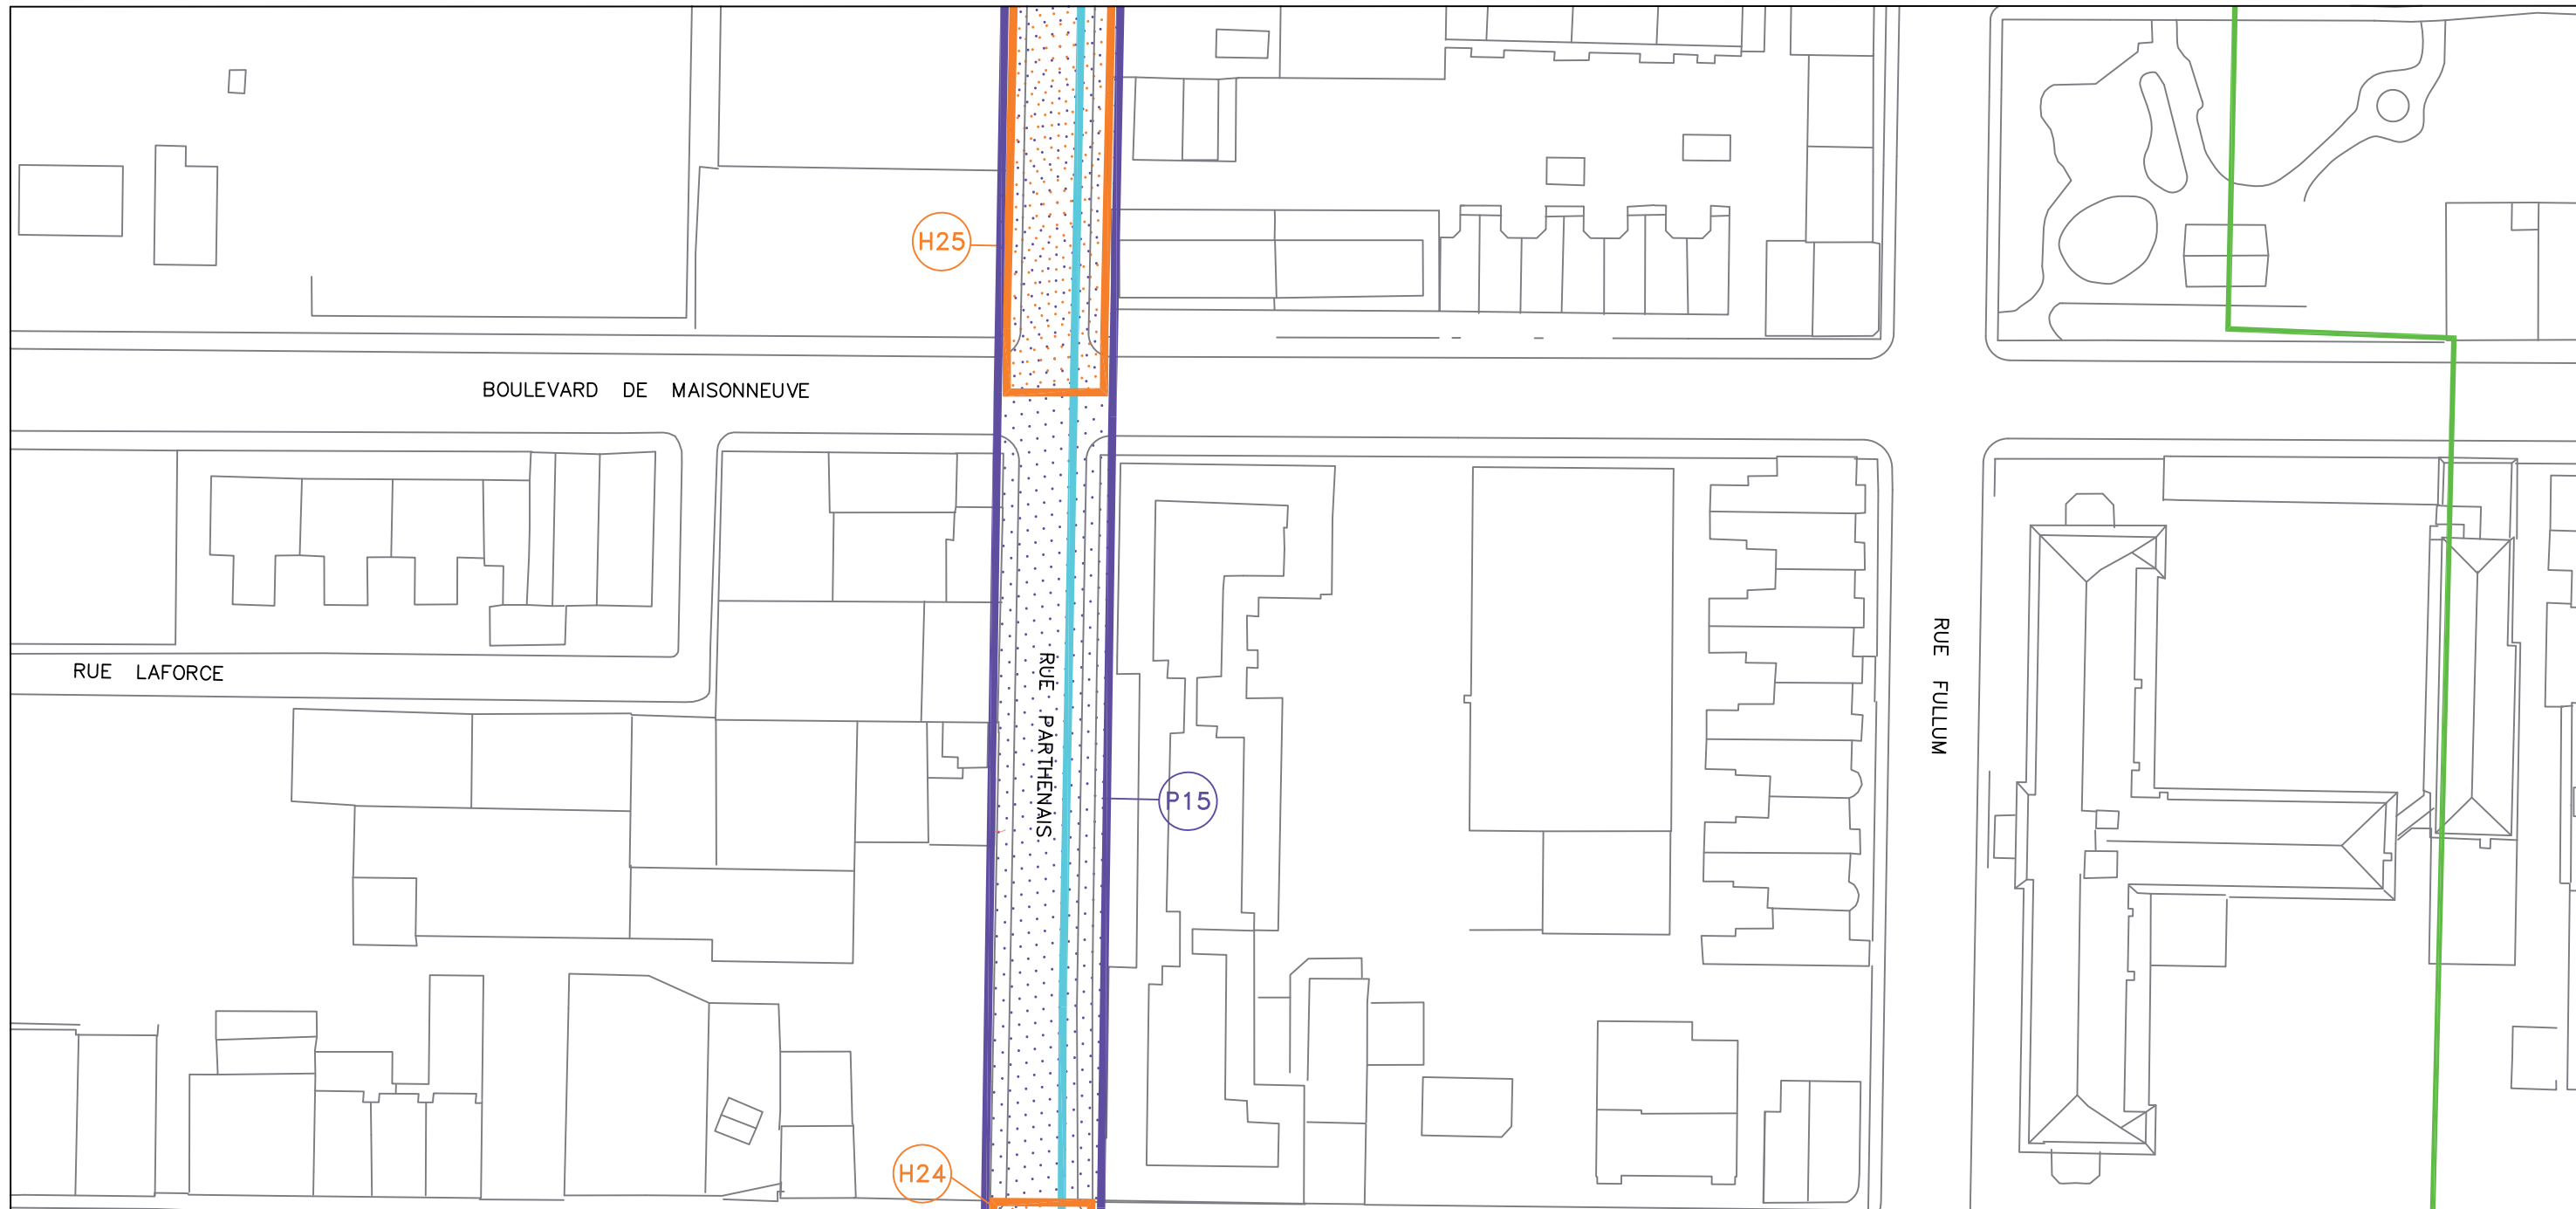 H25
BOULEVARD DE MAISONNEUVE
RUE LAFORCE
RUE PARTHENAIS
RUE FULLUM
P15
H24